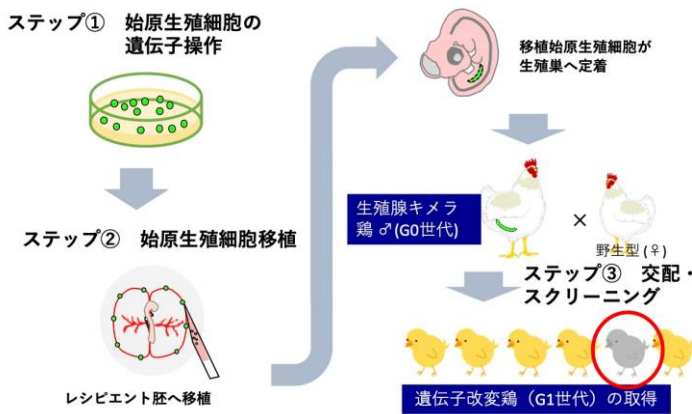 ステップ① 始原生殖細胞の
遺伝子操作
ステップ② 始原生殖細胞移植
レシピエント胚へ移植
移植始原生殖細胞が
生殖巣へ定着
生殖腺キメラ
鶏♂(G0世代)
×
野生型(♀)
ステップ③ 交配・
スクリーニング
遺伝子改変鶏（G1世代）の取得